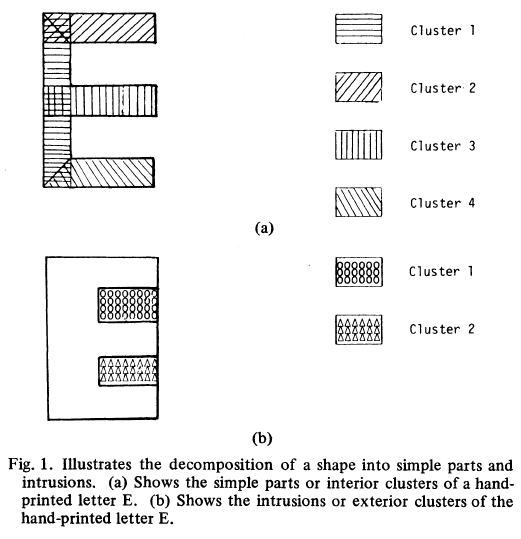 Cluster 1
Cluster 2
Cluster 3
Cluster 4
(a)
Cluster 1
Cluster 2
(b)
Fig. 1. Illustrates the decomposition of a shape into simple parts and
intrusions. (a) Shows the simple parts or interior clusters of a hand-
printed letter E. (b) Shows the intrusions or exterior clusters of the
hand-printed letter E.